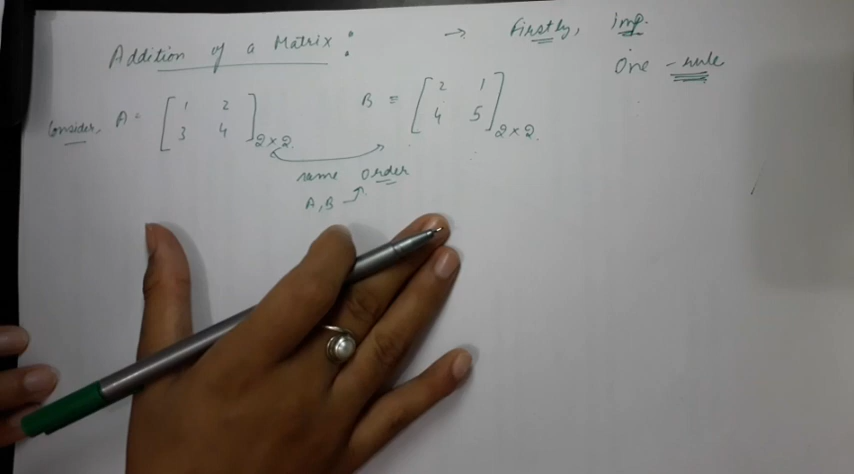 Addition of a Matrix: → Firstly, imp.
One - rule
Consider, A = [1 2 B = [2 1
3 4]2×2. 4 5]2×2.
same Order
A,B